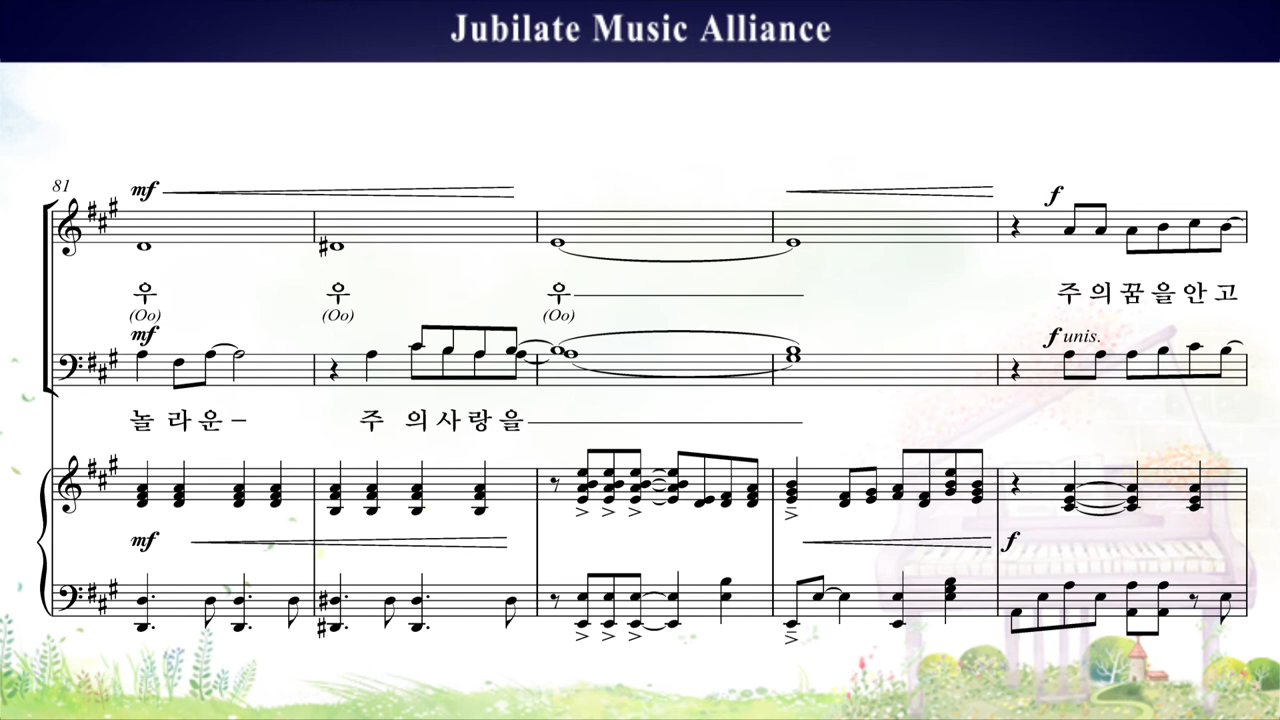 Jubilate Music Alliance
81
mf
f
우 우 우 주 의 꿈 을 안 고
(Oo) (Oo) (Oo)
mf
f unis.
놀 라 운 주 의 사 랑 을
mf
f